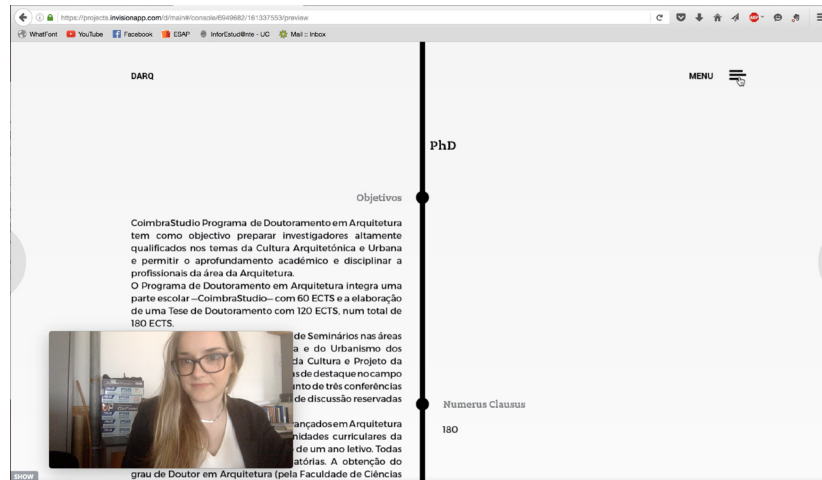 https://projects.invisionapp.com/d/main#/console/6949682/161337553/preview
WhatFont YouTube Facebook ESAP InforEstud@nte - UC Mail :: Inbox
DARQ
MENU
PhD
Objetivos
CoimbraStudio Programa de Doutoramento em Arquitetura
tem como objectivo preparar investigadores altamente
qualificados nos temas da Cultura Arquitetónica e Urbana
e permitir o aprofundamento académico e disciplinar a
profissionais da área da Arquitetura.
O Programa de Doutoramento em Arquitetura integra uma
parte escolar —CoimbraStudio— com 60 ECTS e a elaboração
de uma Tese de Doutoramento com 120 ECTS, num total de
180 ECTS.
de Seminários nas áreas
a e do Urbanismo dos
da Cultura e Projeto da
as de destaque no campo
unto de três conferências
de discussão reservadas
ançados em Arquitetura
nidades curriculares da
de um ano letivo. Todas
atórias. A obtenção do
grau de Doutor em Arquitetura (pela Faculdade de Ciências
Numerus Clausus
180
SHOW